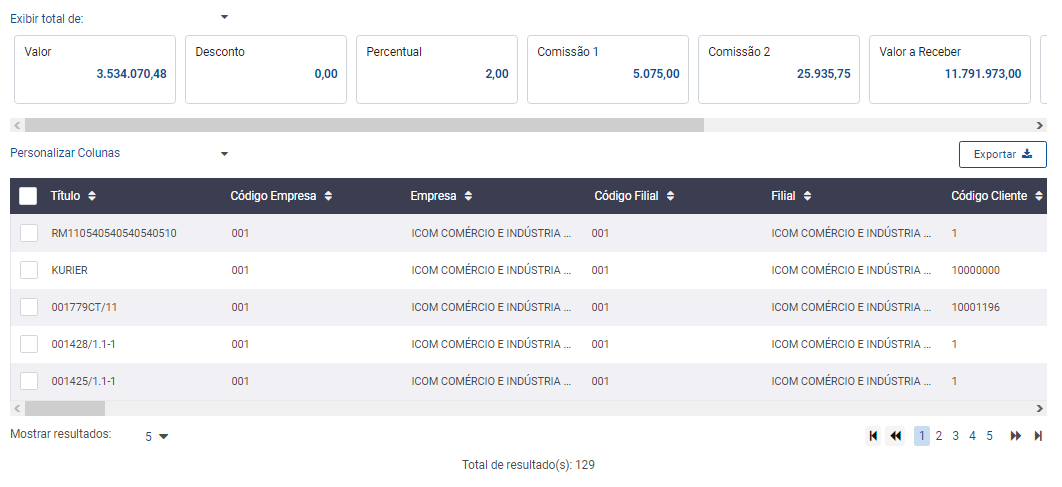 Exibir total de:
Valor Desconto Percentual Comissão 1 Comissão 2 Valor a Receber
3.534.070,48 0,00 2,00 5.075,00 25.935,75 11.791.973,00
Personalizar Colunas Exportar
Título Código Empresa Empresa Código Filial Filial Código Cliente
RM110540540540540510 001 ICOM COMÉRCIO E INDÚSTRIA ... 001 ICOM COMÉRCIO E INDÚSTRIA ... 1
KURIER 001 ICOM COMÉRCIO E INDÚSTRIA ... 001 ICOM COMÉRCIO E INDÚSTRIA ... 10000000
001779CT/11 001 ICOM COMÉRCIO E INDÚSTRIA ... 001 ICOM COMÉRCIO E INDÚSTRIA ... 10001196
001428/1.1-1 001 ICOM COMÉRCIO E INDÚSTRIA ... 001 ICOM COMÉRCIO E INDÚSTRIA ... 1
001425/1.1-1 001 ICOM COMÉRCIO E INDÚSTRIA ... 001 ICOM COMÉRCIO E INDÚSTRIA ... 1
Mostrar resultados: 5 1 2 3 4 5
Total de resultado(s): 129